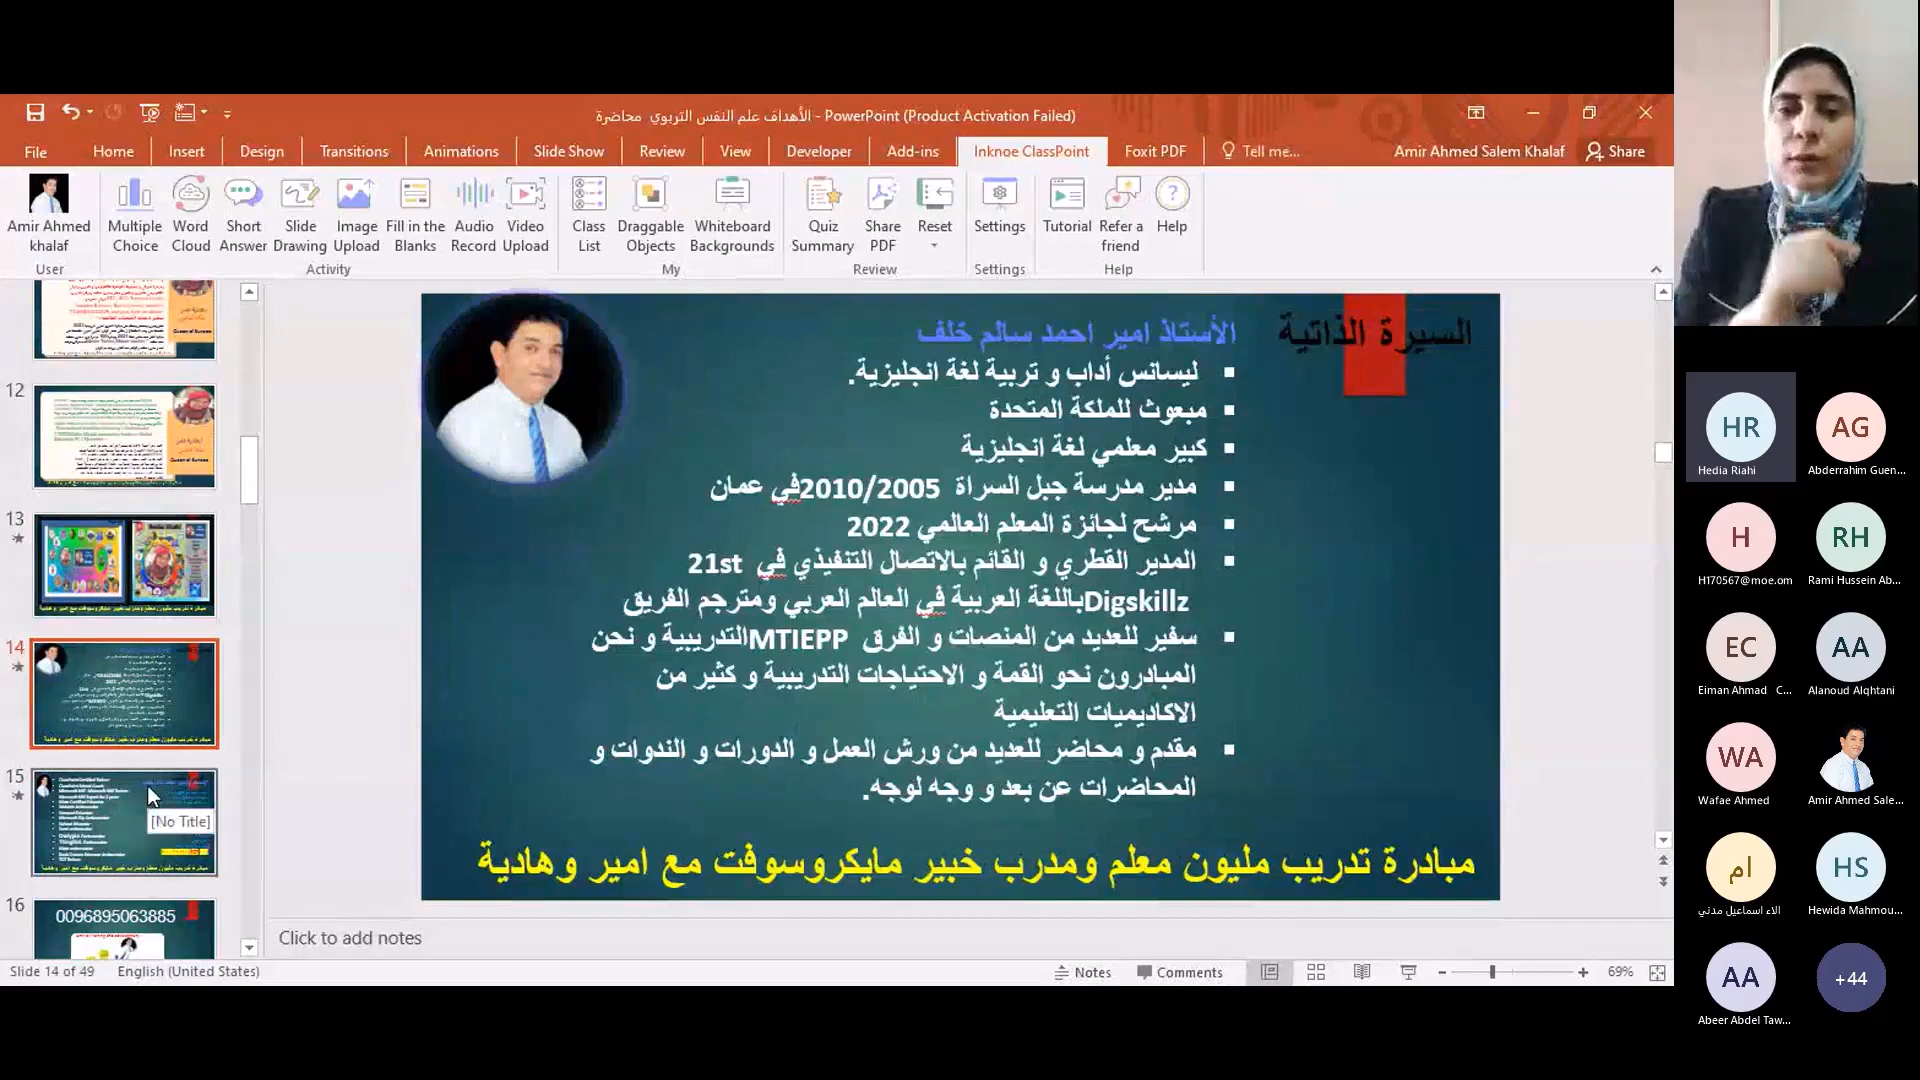 الأهداف علم النفس التربوي محاضرة - PowerPoint (Product Activation Failed)
File Home Insert Design Transitions Animations Slide Show Review View Developer Add-ins Inknoe ClassPoint Foxit PDF Tell me... Amir Ahmed Salem Khalaf Share
Amir Ahmed khalaf
Multiple Choice
Word Cloud
Short Answer
Slide Drawing
Image Upload
Fill in the Blanks
Audio Record
Video Upload
Class List
Draggable Objects
Whiteboard Backgrounds
Quiz Summary
Share PDF
Reset
Settings
Tutorial
Refer a friend
Help
User Activity My Review Settings Help
12
13
14
15
[No Title]
16
0096895063885
السيرة الذاتية
الأستاذ امير احمد سالم خلف
ليسانس أداب و تربية لغة انجليزية.
مبعوث للملكة المتحدة
كبير معلمي لغة انجليزية
مدير مدرسة جبل السراة 2010/2005في عمان
مرشح لجائزة المعلم العالمي 2022
المدير القطري و القائم بالاتصال التنفيذي في 21st
Digskillzباللغة العربية في العالم العربي ومترجم الفريق
سفير للعديد من المنصات و الفرق MTIEPPالتدريبية و نحن
المبادرون نحو القمة و الاحتياجات التدريبية و كثير من
الاكاديميات التعليمية
مقدم و محاضر للعديد من ورش العمل و الدورات و الندوات و
المحاضرات عن بعد و وجه لوجه.
مبادرة تدريب مليون معلم ومدرب خبير مايكروسوفت مع امير وهادية
Click to add notes
Slide 14 of 49 English (United States) Notes Comments 69%
HR AG
Hedia Riahi Abderrahim Guen...
H RH
H170567@moe.om Rami Hussein Ab...
EC AA
Eiman Ahmad C... Alanoud Alqhtani
WA
Wafae Ahmed Amir Ahmed Sale...
ام HS
الاء اسماعيل مدني Hewida Mahmou...
AA +44
Abeer Abdel Taw...